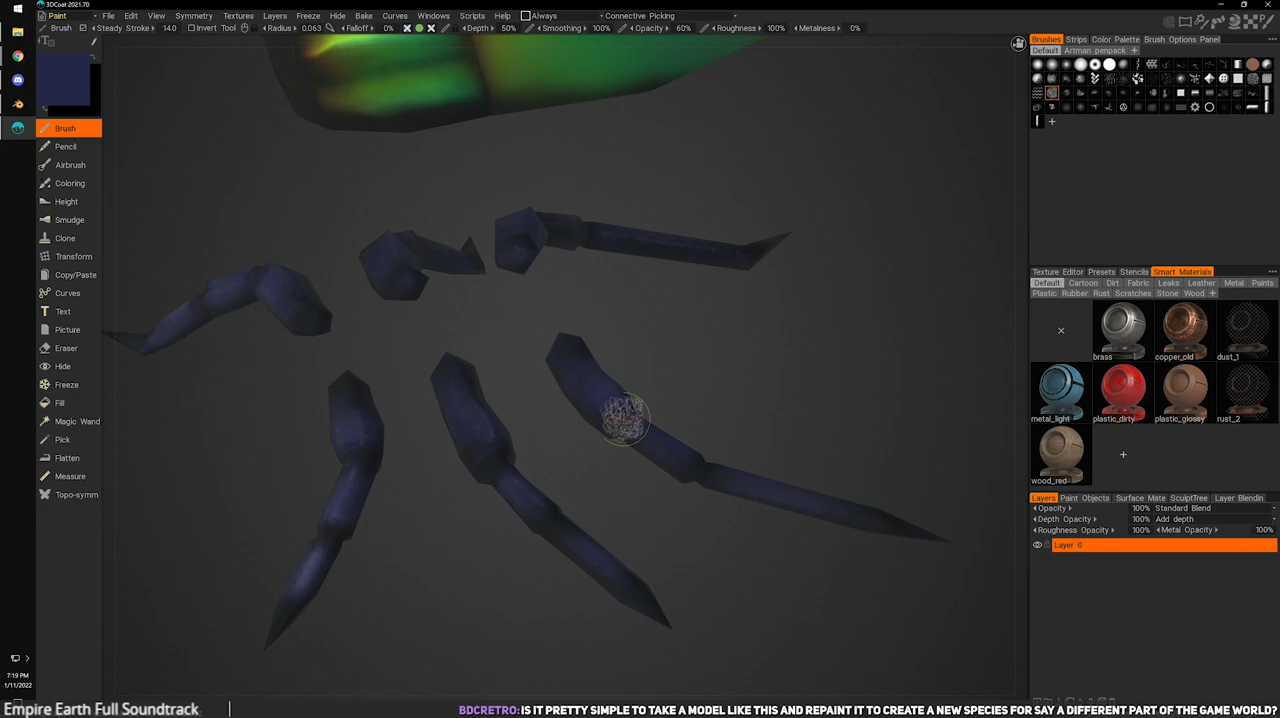 3DCoat 2021.70
Paint File Edit View Symmetry Textures Layers Freeze Hide Bake Curves Windows Scripts Help Always Connective Picking
Brush Steady Stroke 14.0 Invert Tool Radius 0.063 Falloff 0% Depth 50% Smoothing 100% Opacity 60% Roughness 100% Metalness 0%
Brush
Pencil
Airbrush
Coloring
Height
Smudge
Clone
Transform
Copy/Paste
Curves
Text
Picture
Eraser
Hide
Freeze
Fill
Magic Wand
Pick
Flatten
Measure
Topo-symm
7:19 PM
1/11/2022
Brushes Strips Color Palette Brush Options Panel
Default Artman penpack +
Texture Editor Presets Stencils Smart Materials
Default Cartoon Dirt Fabric Leaks Leather Metal Paints
Plastic Rubber Rust Scratches Stone Wood +
brass copper_old dust_1
metal_light plastic_dirty plastic_glossy rust_2
wood_red
Layers Paint Objects Surface Mate SculptTree Layer Blendin
Opacity 100% Standard Blend
Depth Opacity 100% Add depth
Roughness Opacity 100% Metal Opacity 100%
Layer 0
Empire Earth Full Soundtrack
BDCRETRO: IS IT PRETTY SIMPLE TO TAKE A MODEL LIKE THIS AND REPAINT IT TO CREATE A NEW SPECIES FOR SAY A DIFFERENT PART OF THE GAME WORLD?